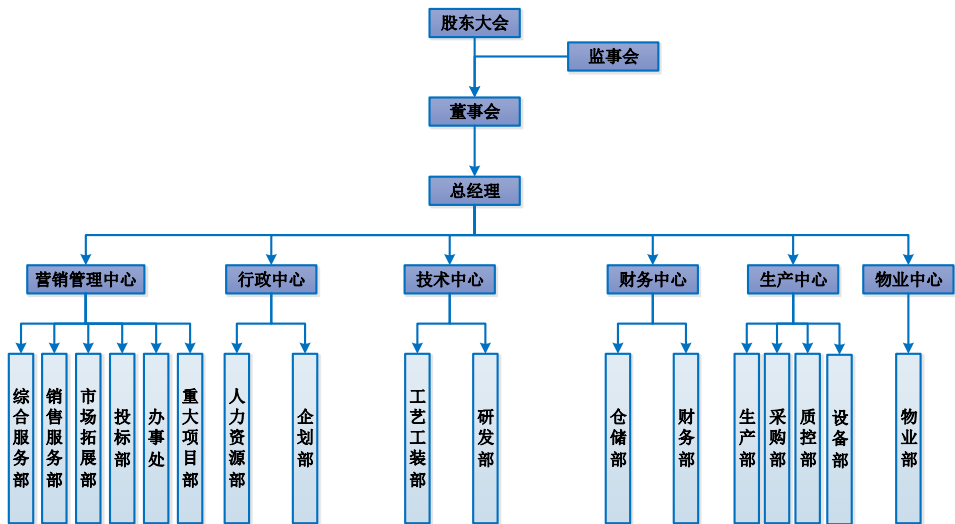 股东大会
监事会
董事会
总经理
营销管理中心
行政中心
技术中心
财务中心
生产中心
物业中心
综合服务部
销售服务部
市场拓展部
投标部
办事处
重大项目部
人力资源部
企划部
工艺工装部
研发部
仓储部
财务部
生产部
采购部
质控部
设备部
物业部